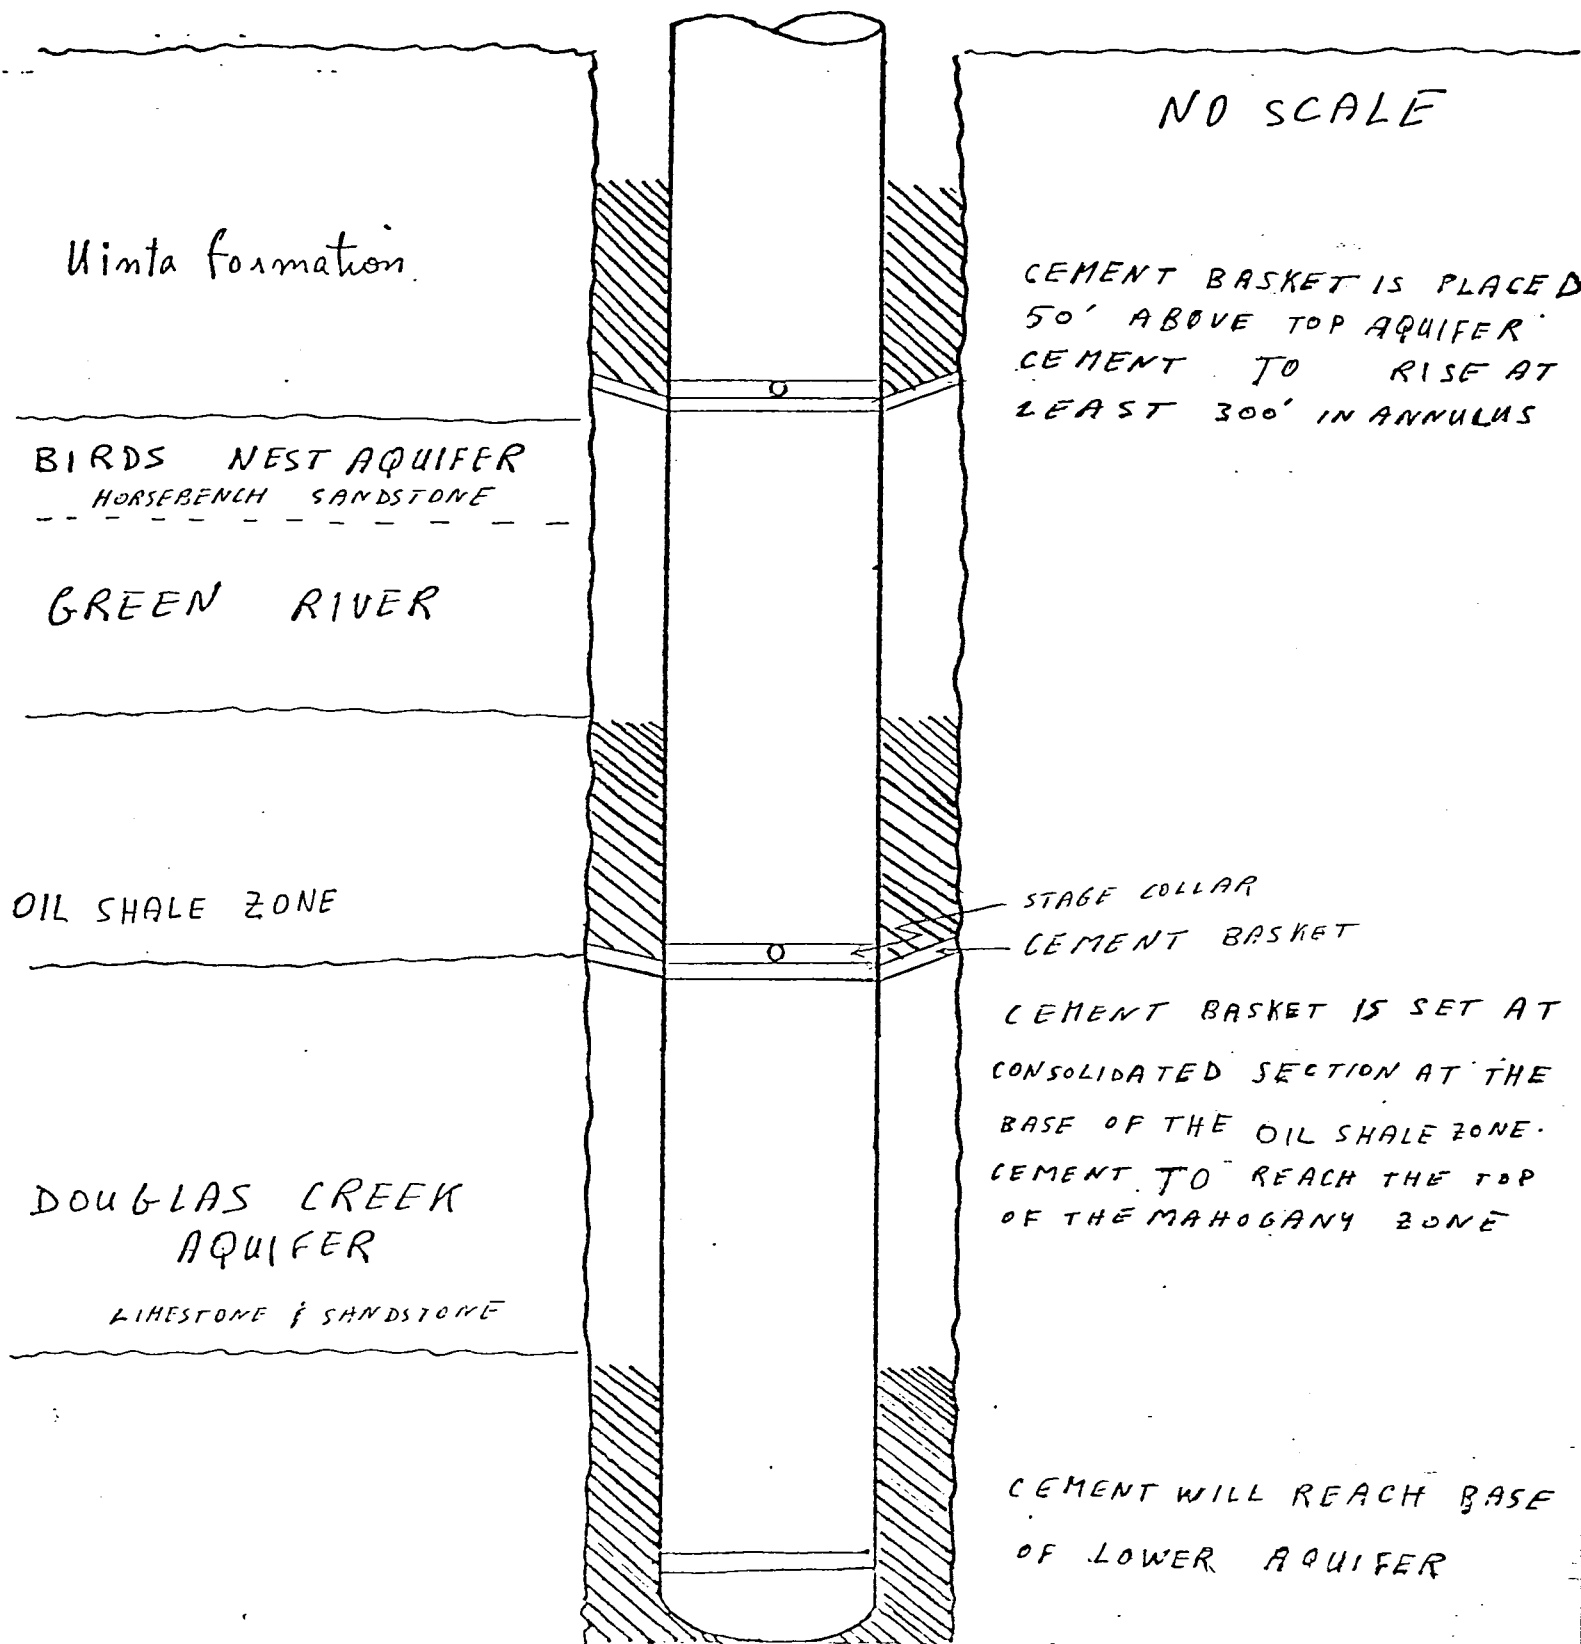 NO SCALE
Uinta formation
CEMENT BASKET IS PLACED
50' ABOVE TOP AQUIFER
CEMENT TO RISE AT
LEAST 300' IN ANNULUS
BIRDS NEST AQUIFER
HORSEBENCH SANDSTONE
GREEN RIVER
OIL SHALE ZONE
STAGE COLLAR
CEMENT BASKET
CEMENT BASKET IS SET AT
CONSOLIDATED SECTION AT THE
BASE OF THE OIL SHALE ZONE.
CEMENT TO REACH THE TOP
OF THE MAHOGANY ZONE
DOUGLAS CREEK
AQUIFER
LIMESTONE & SANDSTONE
CEMENT WILL REACH BASE
OF LOWER AQUIFER